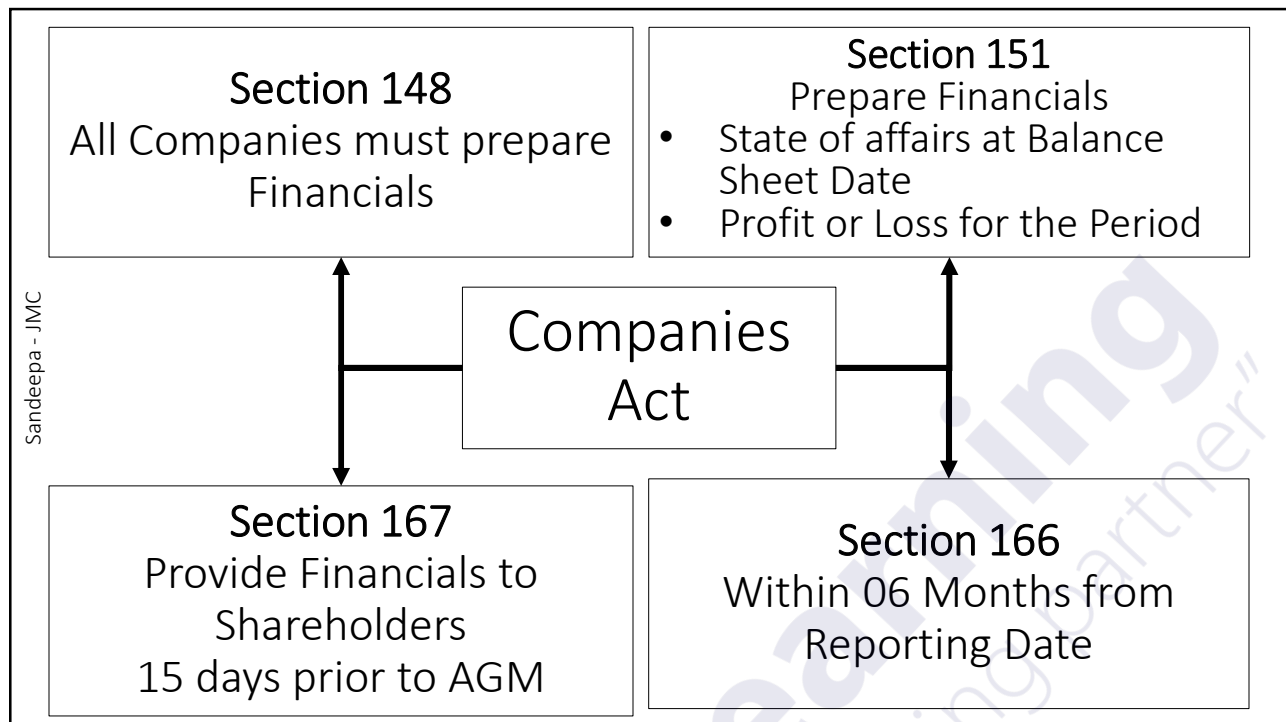 Section 148
All Companies must prepare
Financials
Section 151
Prepare Financials
• State of affairs at Balance
Sheet Date
• Profit or Loss for the Period
Sandeepa - JMC
Companies
Act
Section 167
Provide Financials to
Shareholders
15 days prior to AGM
Section 166
Within 06 Months from
Reporting Date
partner”